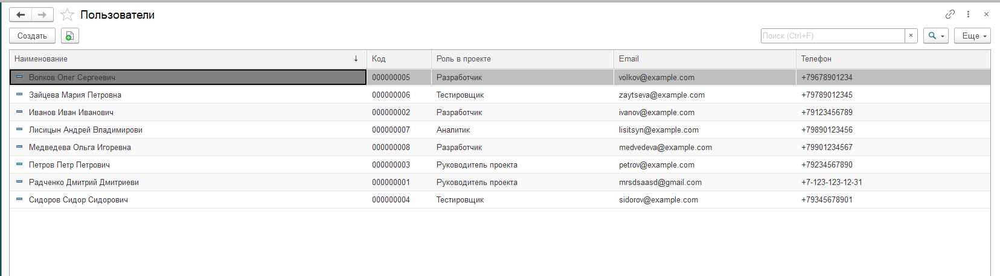 Пользователи
Создать Поиск (Ctrl+F) × Еще
Наименование ↓ Код Роль в проекте Email Телефон
Волков Олег Сергеевич 000000005 Разработчик volkov@example.com +79678901234
Зайцева Мария Петровна 000000006 Тестировщик zaytseva@example.com +79789012345
Иванов Иван Иванович 000000002 Разработчик ivanov@example.com +79123456789
Лисицын Андрей Владимирови 000000007 Аналитик lisitsyn@example.com +79890123456
Медведева Ольга Игоревна 000000008 Разработчик medvedeva@example.com +79901234567
Петров Петр Петрович 000000003 Руководитель проекта petrov@example.com +79234567890
Радченко Дмитрий Дмитриеви 000000001 Руководитель проекта mrsdsaasd@gmail.com +7-123-123-12-31
Сидоров Сидор Сидорович 000000004 Тестировщик sidorov@example.com +79345678901